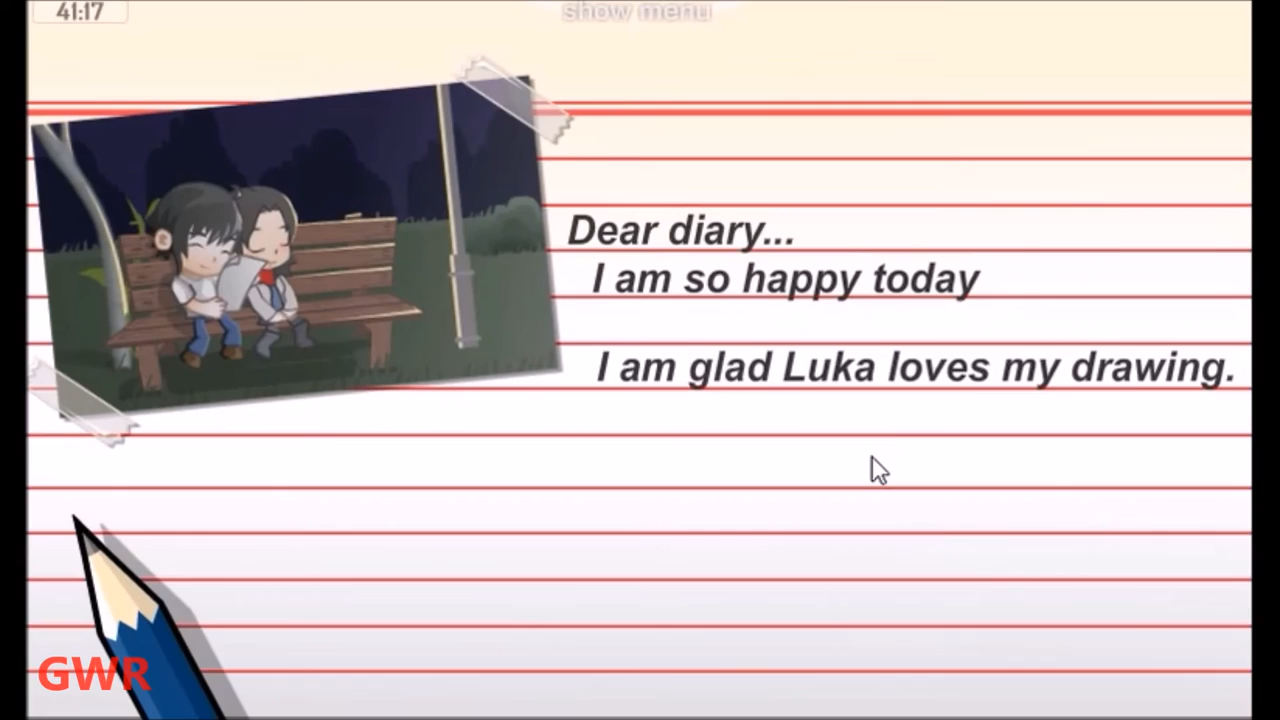 41:17
show menu
Dear diary...
I am so happy today
I am glad Luka loves my drawing.
GWR